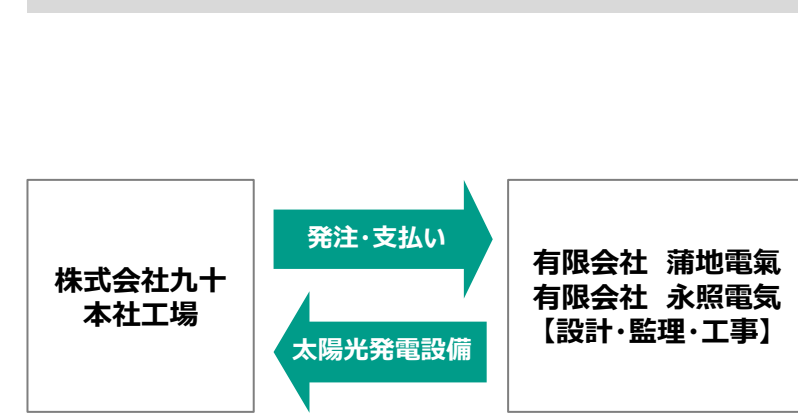 株式会社九十
本社工場
発注･支払い
太陽光発電設備
有限会社 蒲地電氣
有限会社 永照電気
【設計･監理･工事】